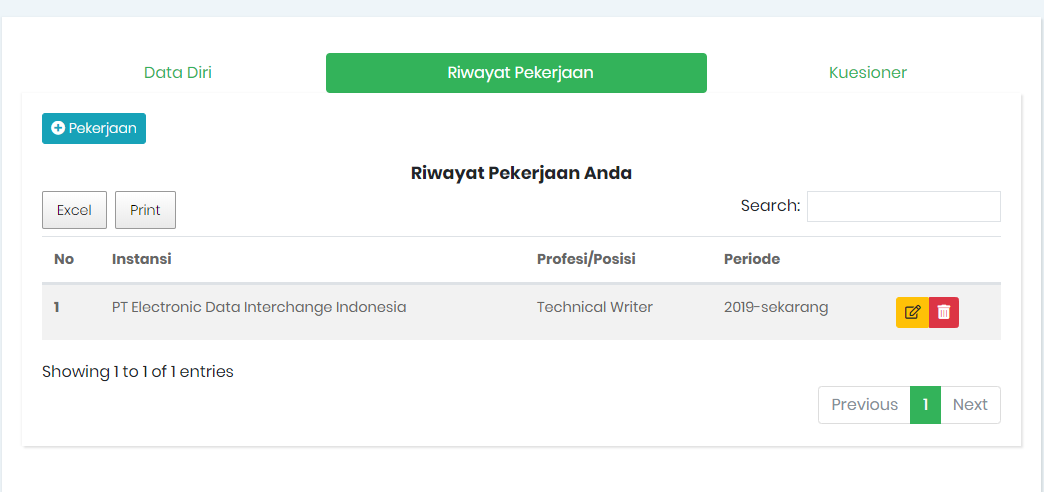 Data Diri Riwayat Pekerjaan Kuesioner
Pekerjaan
Riwayat Pekerjaan Anda
Excel Print Search:
No Instansi Profesi/Posisi Periode
1 PT Electronic Data Interchange Indonesia Technical Writer 2019-sekarang
Showing 1 to 1 of 1 entries
Previous 1 Next